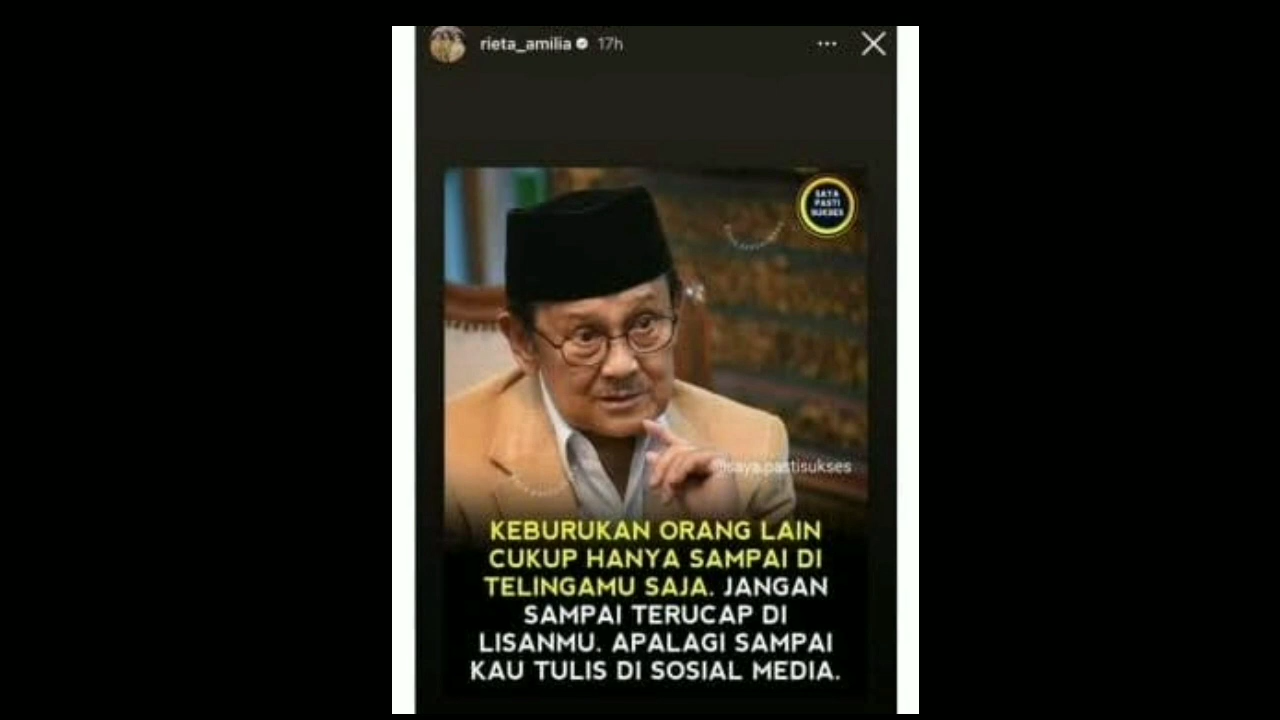 rieta_amilia 17h
SAYA
PASTI
SUKSES
@saya.pastisukses
KEBURUKAN ORANG LAIN
CUKUP HANYA SAMPAI DI
TELINGAMU SAJA. JANGAN
SAMPAI TERUCAP DI
LISANMU. APALAGI SAMPAI
KAU TULIS DI SOSIAL MEDIA.